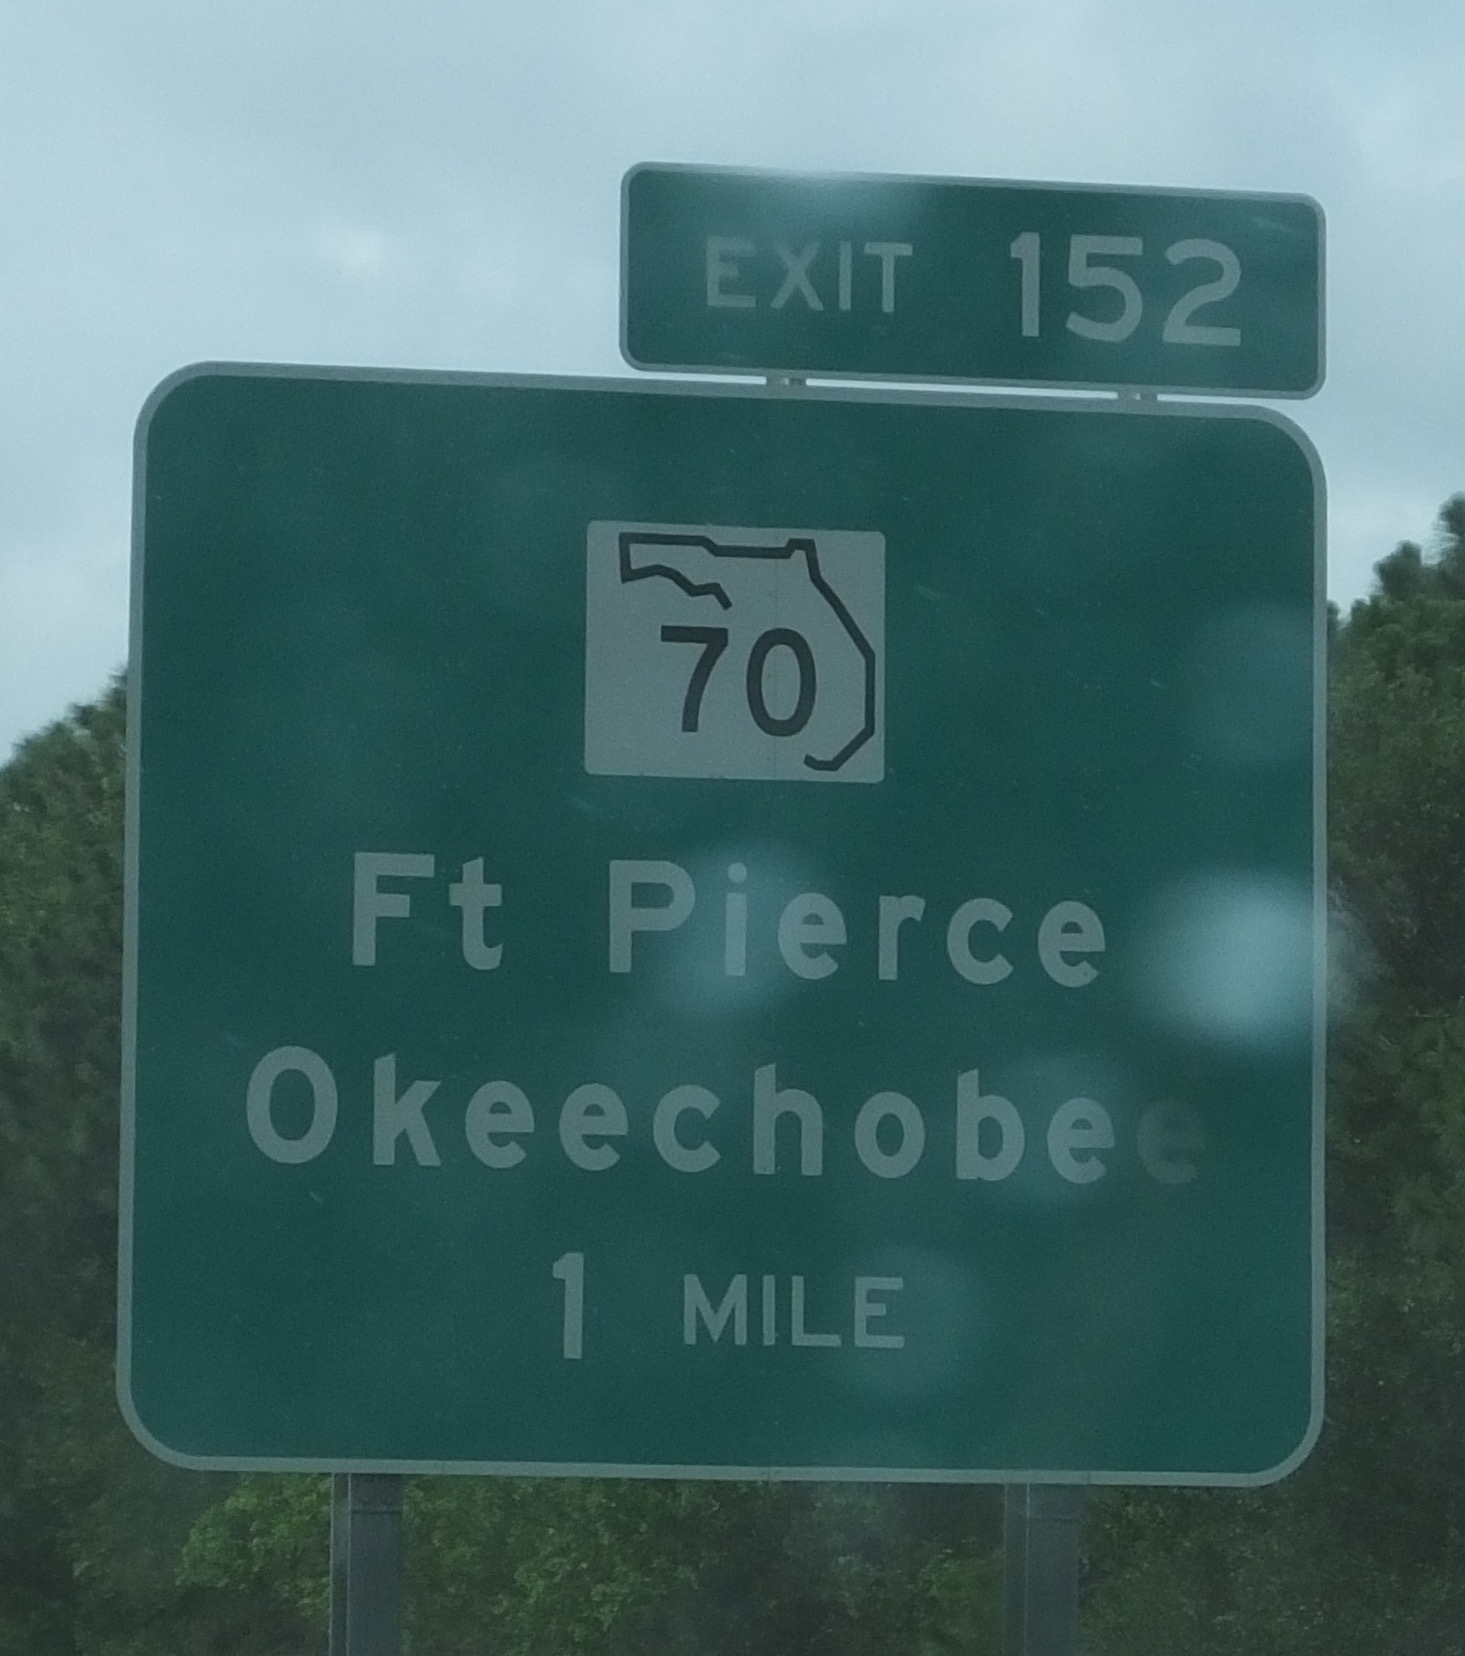 EXIT 152
70
Ft Pierce
Okeechobee
1 MILE